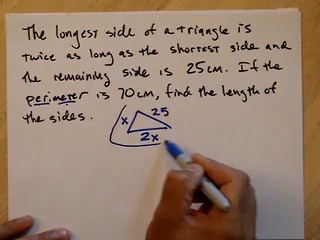 The longest side of a triangle is
twice as long as the shortest side and
the remaining side is 25cm. If the
perimeter is 70cm, find the length of
the sides.
x 25
2x